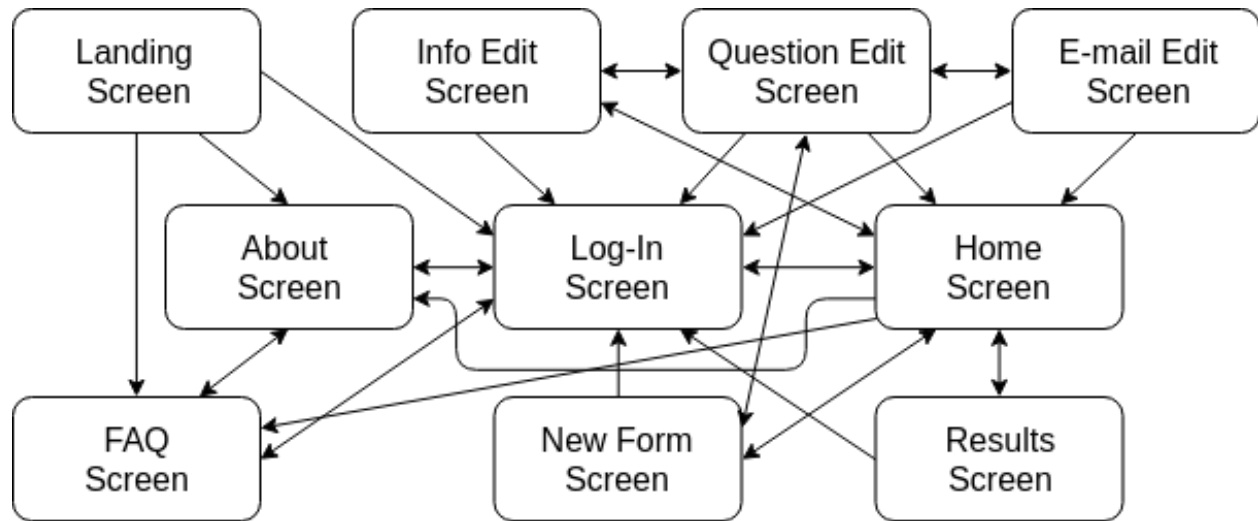 Landing
Screen
Info Edit
Screen
Question Edit
Screen
E-mail Edit
Screen
About
Screen
Log-In
Screen
Home
Screen
FAQ
Screen
New Form
Screen
Results
Screen